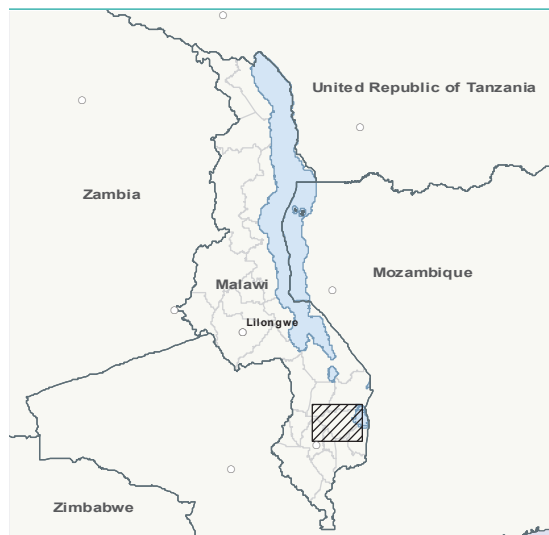 United Republic of Tanzania
Zambia
Mozambique
Malawi
Lilongwe
Zimbabwe